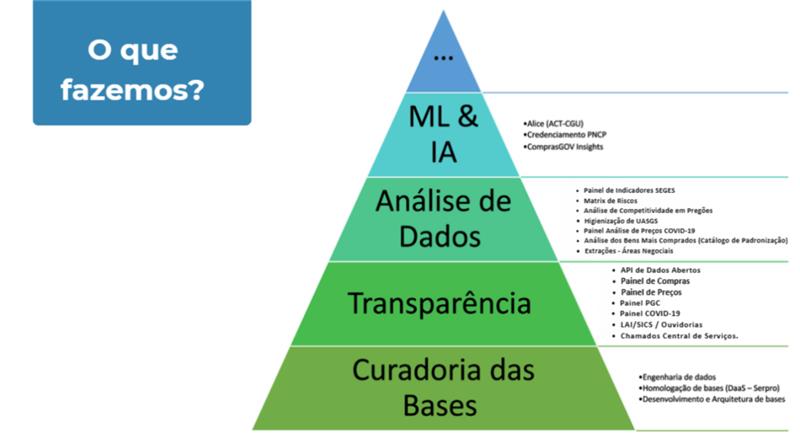 O que
fazemos?
...
ML &
IA
•Alice (ACT-CGU)
•Credenciamento PNCP
•ComprasGOV Insights
Análise de
Dados
• Painel de Indicadores SEGES
• Matrix de Riscos
• Análise de Competitividade em Pregões
• Higienização de UASGS
• Painel Análise de Preços COVID-19
• Análise dos Bens Mais Comprados (Catálogo de Padronização)
• Extrações - Áreas Negociais
Transparência
• API de Dados Abertos
• Painel de Compras
• Painel de Preços
• Painel PGC
• Painel COVID-19
• LAI/SICS / Ouvidorias
• Chamados Central de Serviços.
Curadoria das
Bases
•Engenharia de dados
•Homologação de bases (DaaS – Serpro)
•Desenvolvimento e Arquitetura de bases